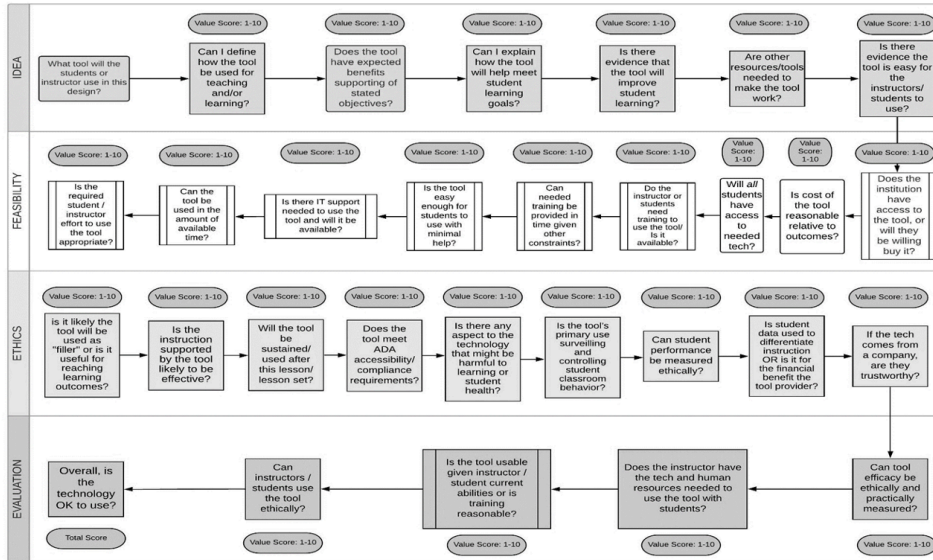 IDEA
Value Score: 1-10
Value Score: 1-10
Value Score: 1-10
Value Score: 1-10
Value Score: 1-10
Value Score: 1-10
What tool will the
students or
instructor use in this
design?
Can I define
how the tool
be used for
teaching
and/or
learning?
Does the tool
have expected
benefits
supporting of
stated
objectives?
Can I explain
how the tool
will help meet
student
learning goals?
Is there
evidence that
the tool will
improve
student
learning?
Are other
resources/tools
needed to
make the tool
work?
Is there
evidence
the tool is
easy for
the
instructors/
students to
use?
FEASIBILITY
Value Score: 1-10
Value Score: 1-10
Value Score: 1-10
Value Score: 1-10
Value Score: 1-10
Value Score: 1-10
Value
Score:
1-10
Value
Score:
1-10
Value Score: 1-10
Is the
required
student /
instructor
effort to use
the tool
appropriate?
Can the
tool be
used in the
amount of
available
time?
Is there IT support
needed to use the
tool and will it be
available?
Is the tool
easy
enough for
students to
use with
minimal help?
Can
needed
training be
provided in
time given
other
constraints?
Do the
instructor or
students need
training to
use the tool/
Is it
available?
Will all
students
have
access to
needed
tech?
Is cost of
the tool
reasonable
relative to
outcomes?
Does the
institution
have
access to
the tool, or
will they
be willing
buy it?
ETHICS
Value Score: 1-10
Value Score: 1-10
Value Score: 1-10
Value Score: 1-10
Value Score: 1-10
Value Score: 1-10
Value Score: 1-10
Value Score: 1-10
Value Score: 1-10
is it likely the
tool will be
used as
"filler" or is it
useful for
reaching
learning
outcomes?
Is the
instruction
supported by
the tool
likely to be
effective?
Will the tool
be
sustained/
used after
this lesson/
lesson set?
Does the
tool meet
ADA
accessibility/
compliance
requirements?
Is there any
aspect to the
technology
that might be
harmful to
learning or
student
health?
Is the tool's
primary use
surveilling
and
controlling
student
classroom
behavior?
Can student
performance
be measured
ethically?
Is student
data used to
differentiate
instruction
OR is it for
the financial
benefit the
tool provider?
If the tech
comes from
a company,
are they
trustworthy?
EVALUATION
Overall, is
the
technology
OK to use?
Can
instructors /
students use
the tool
ethically?
Is the tool usable
given instructor /
student current
abilities or is
training
reasonable?
Does the instructor have
the tech and human
resources needed to
use the tool with
students?
Can tool
efficacy be
ethically and
practically
measured?
Total Score
Value Score: 1-10
Value Score: 1-10
Value Score: 1-10
Value Score: 1-10